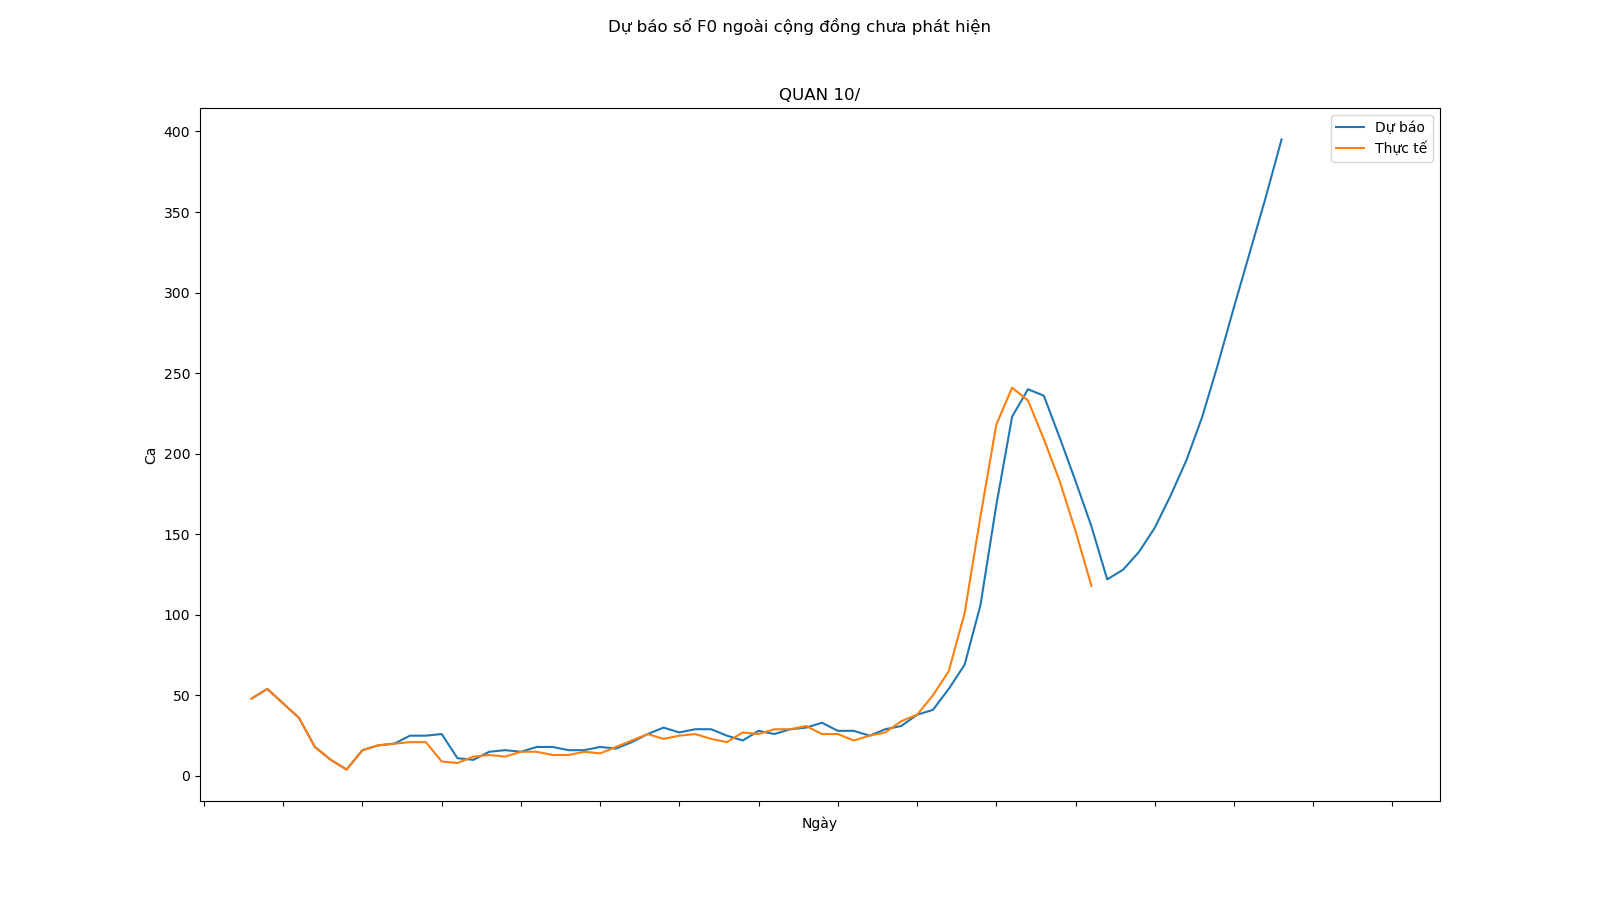 Dự báo số F0 ngoài cộng đồng chưa phát hiện
QUAN 10/
Dự báo
Thực tế
400
350
300
250
200
150
100
50
0
Ca
Ngày